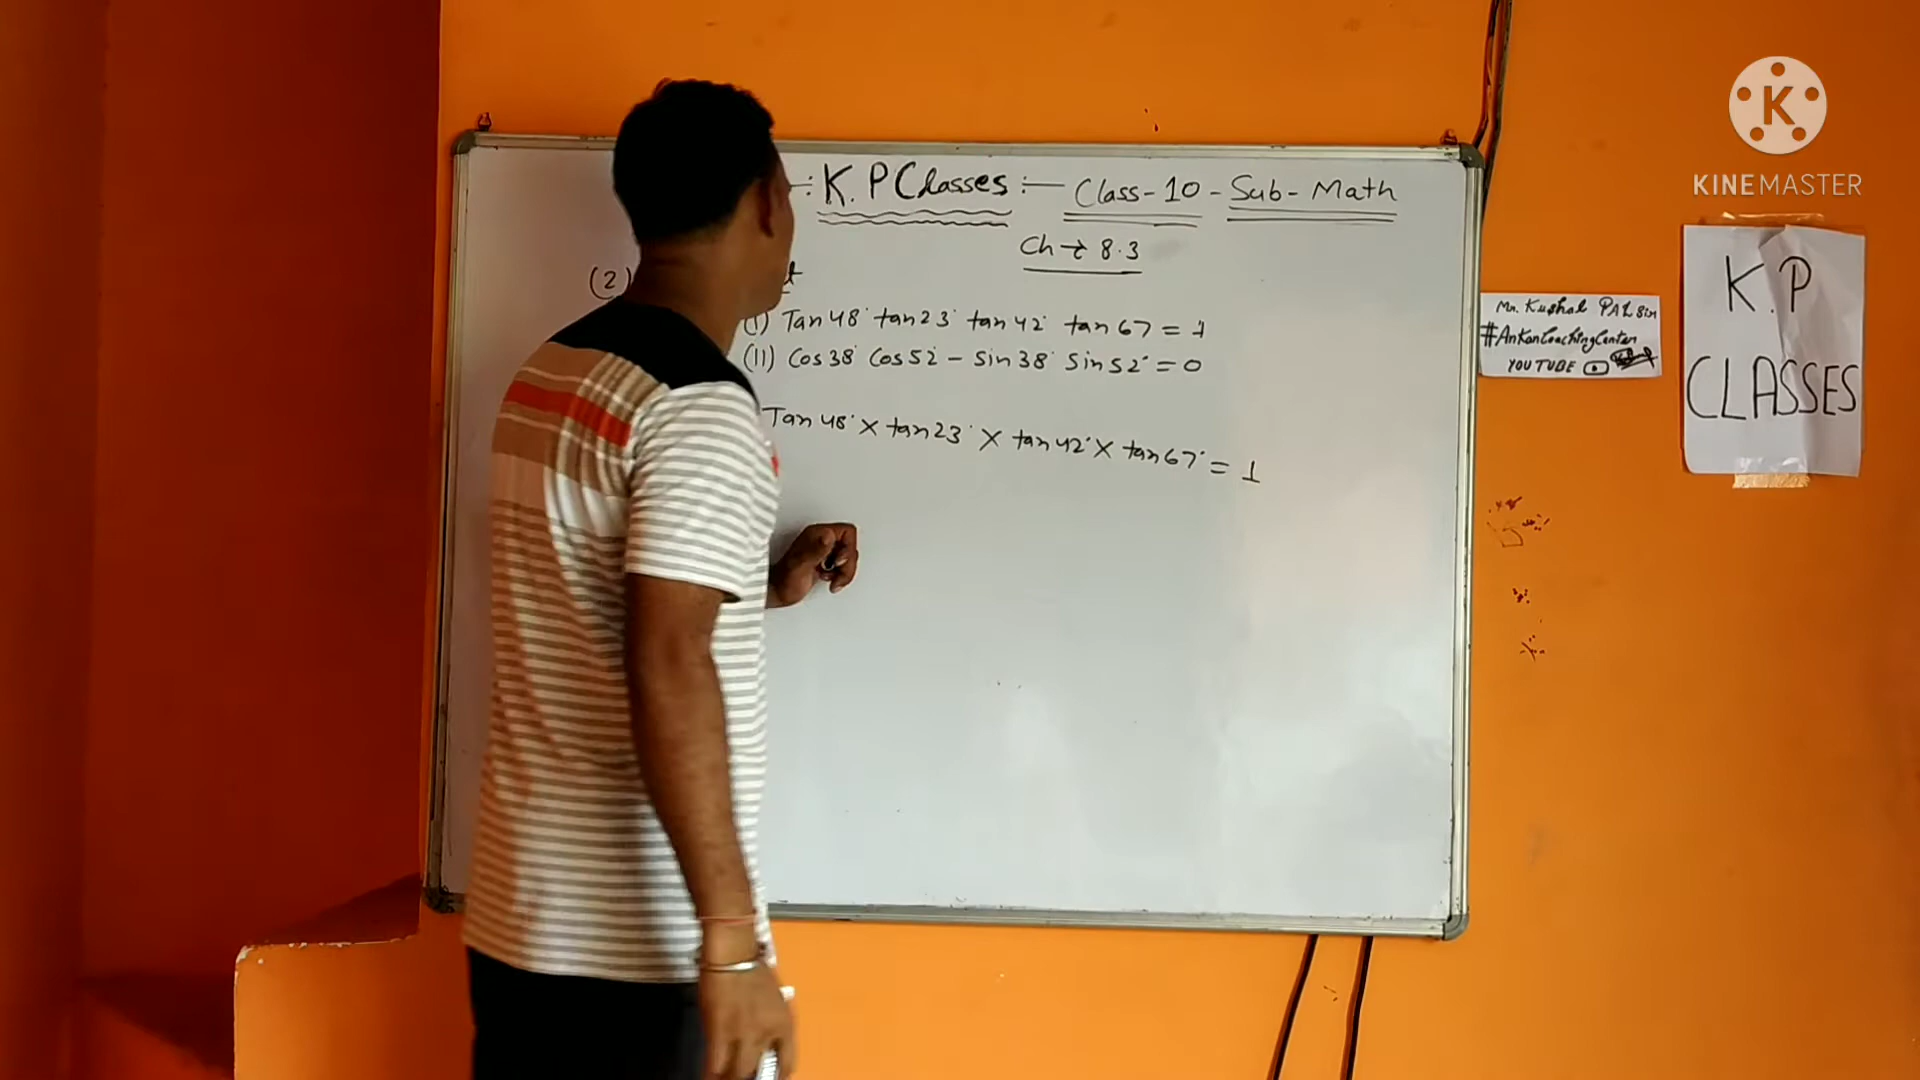 :K. P Classes :— Class-10 - Sub- Math
Ch → 8.3
(2)
(I) Tan 48° tan 23° tan 42° tan 67 = 1
(II) Cos 38° Cos 52° - Sin 38° Sin 52° = 0
Tan 48° × tan 23° × tan 42° × tan 67° = 1
KINEMASTER
K
Mr. Kushal PAL Sin
#AnkanCoachingCenter
YOUTUBE
K.P
CLASSES